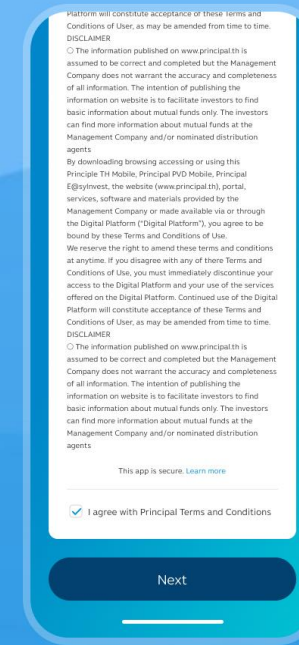 Platform will constitute acceptance of these Terms and
Conditions of User, as may be amended from time to time.
DISCLAIMER
○ The information published on www.principal.th is
assumed to be correct and completed but the Management
Company does not warrant the accuracy and completeness
of all information. The intention of publishing the
information on website is to facilitate investors to find
basic information about mutual funds only. The investors
can find more information about mutual funds at the
Management Company and/or nominated distribution
agents
By downloading browsing accessing or using this
Principle TH Mobile, Principal PVD Mobile, Principal
E@syInvest, the website (www.principal.th), portal,
services, software and materials provided by the
Management Company or made available via or through
the Digital Platform ("Digital Platform"), you agree to be
bound by these Terms and Conditions of Use.
We reserve the right to amend these terms and conditions
at anytime. If you disagree with any of there Terms and
Conditions of Use, you must immediately discontinue your
access to the Digital Platform and your use of the services
offered on the Digital Platform. Continued use of the Digital
Platform will constitute acceptance of these Terms and
Conditions of User, as may be amended from time to time.
DISCLAIMER
○ The information published on www.principal.th is
assumed to be correct and completed but the Management
Company does not warrant the accuracy and completeness
of all information. The intention of publishing the
information on website is to facilitate investors to find
basic information about mutual funds only. The investors
can find more information about mutual funds at the
Management Company and/or nominated distribution
agents
This app is secure. Learn more
I agree with Principal Terms and Conditions
Next